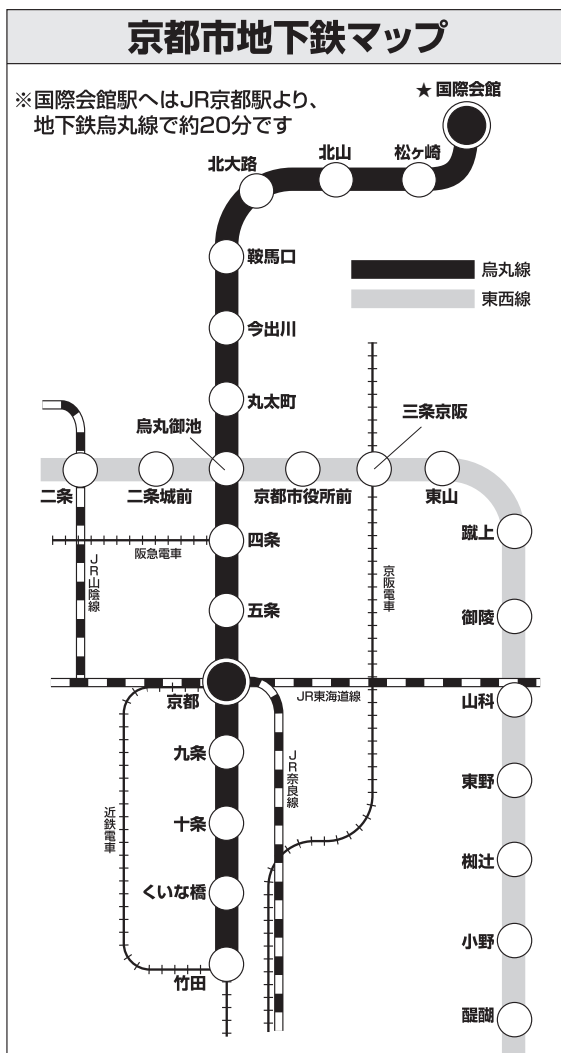 京都市地下鉄マップ
※国際会館駅へはJR京都駅より、
地下鉄烏丸線で約20分です
★国際会館
松ヶ崎
北山
北大路
鞍馬口
烏丸線
東西線
今出川
丸太町
烏丸御池
三条京阪
二条
二条城前
京都市役所前
東山
蹴上
四条
阪急電車
JR山陰線
京阪電車
五条
御陵
京都
JR東海道線
山科
九条
JR奈良線
東野
十条
近鉄電車
椥辻
くいな橋
小野
竹田
醍醐